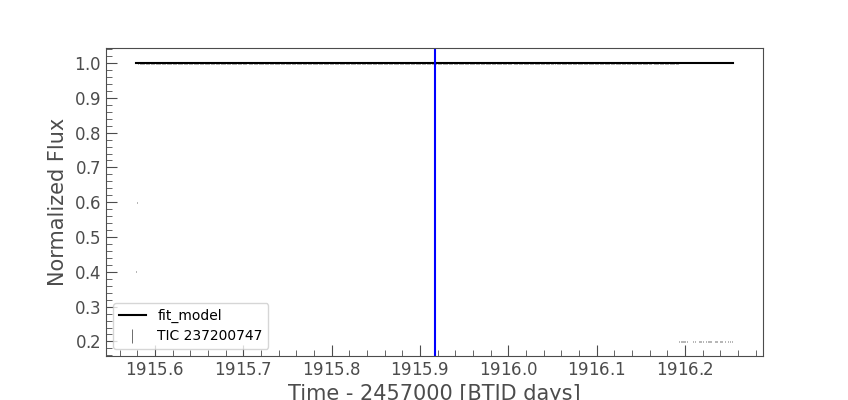 Normalized Flux
1.0
0.9
0.8
0.7
0.6
0.5
0.4
0.3
0.2
fit_model
TIC 237200747
1915.6 1915.7 1915.8 1915.9 1916.0 1916.1 1916.2
Time - 2457000 [BTJD days]